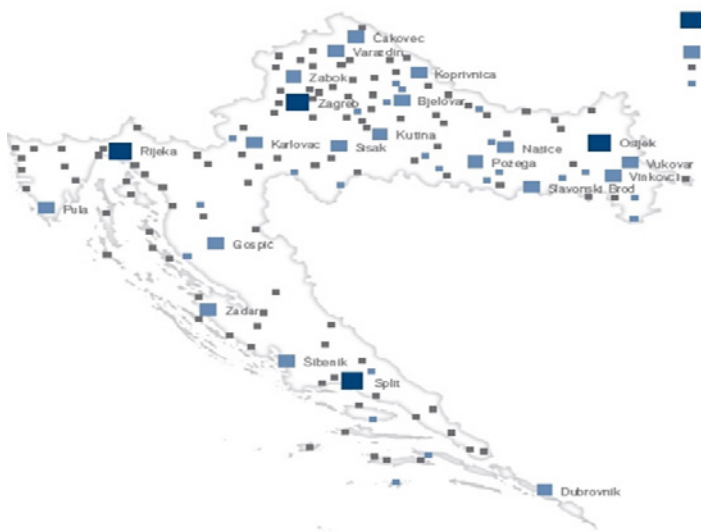 Čakovec
Varaždin
Zabok
Koprivnica
Zagreb
Bjelovar
Kutina
Karlovac
Sisak
Našice
Osijek
Rijeka
Požega
Vukovar
Vinkovci
Slavonski Brod
Pula
Gospić
Zadar
Šibenik
Split
Dubrovnik